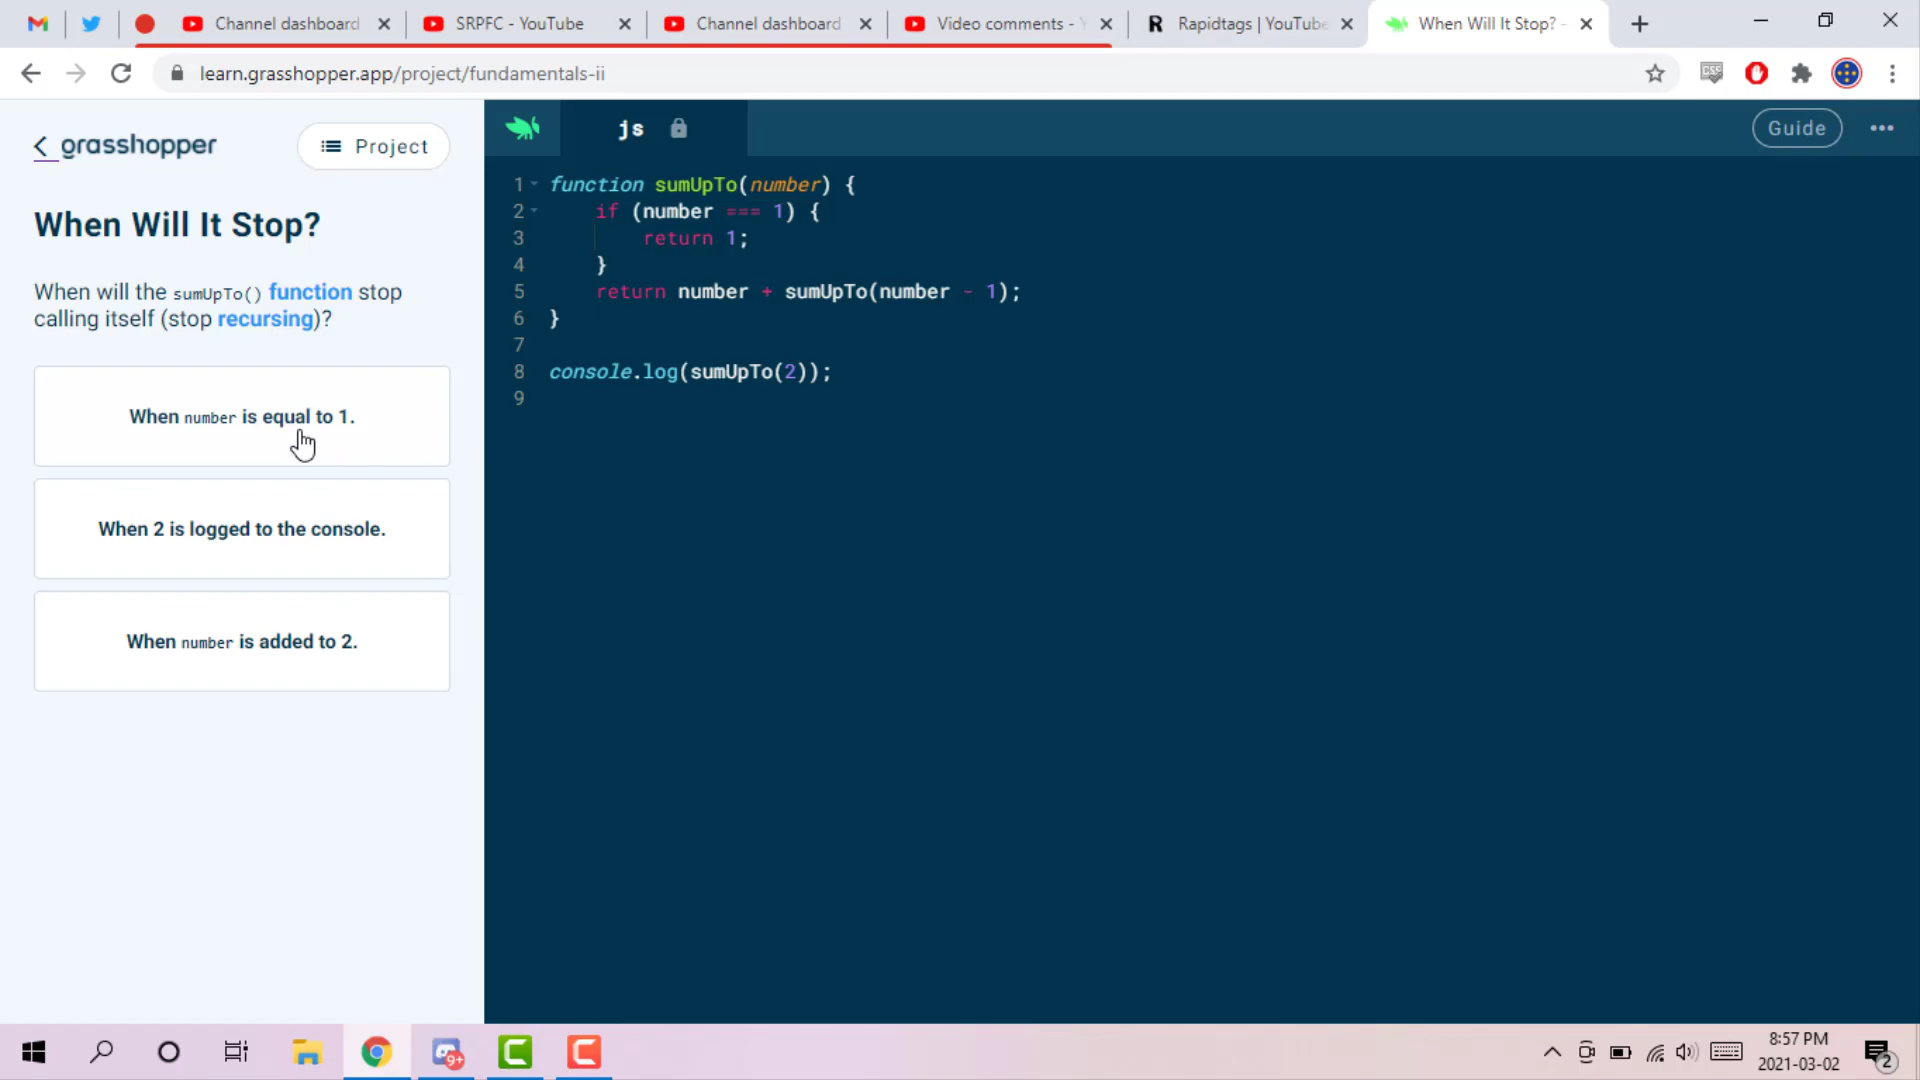 Channel dashboard
SRPFC - YouTube
Channel dashboard
Video comments - Y
R
Rapidtags | YouTube
When Will It Stop? -
learn.grasshopper.app/project/fundamentals-ii
CSS
grasshopper
Project
When Will It Stop?
When will the sumUpTo() function stop
calling itself (stop recursing)?
When number is equal to 1.
When 2 is logged to the console.
When number is added to 2.
js
Guide
1 function sumUpTo(number) {
2 if (number === 1) {
3 return 1;
4 }
5 return number + sumUpTo(number - 1);
6 }
7
8 console.log(sumUpTo(2));
9
9+
8:57 PM
2021-03-02
2